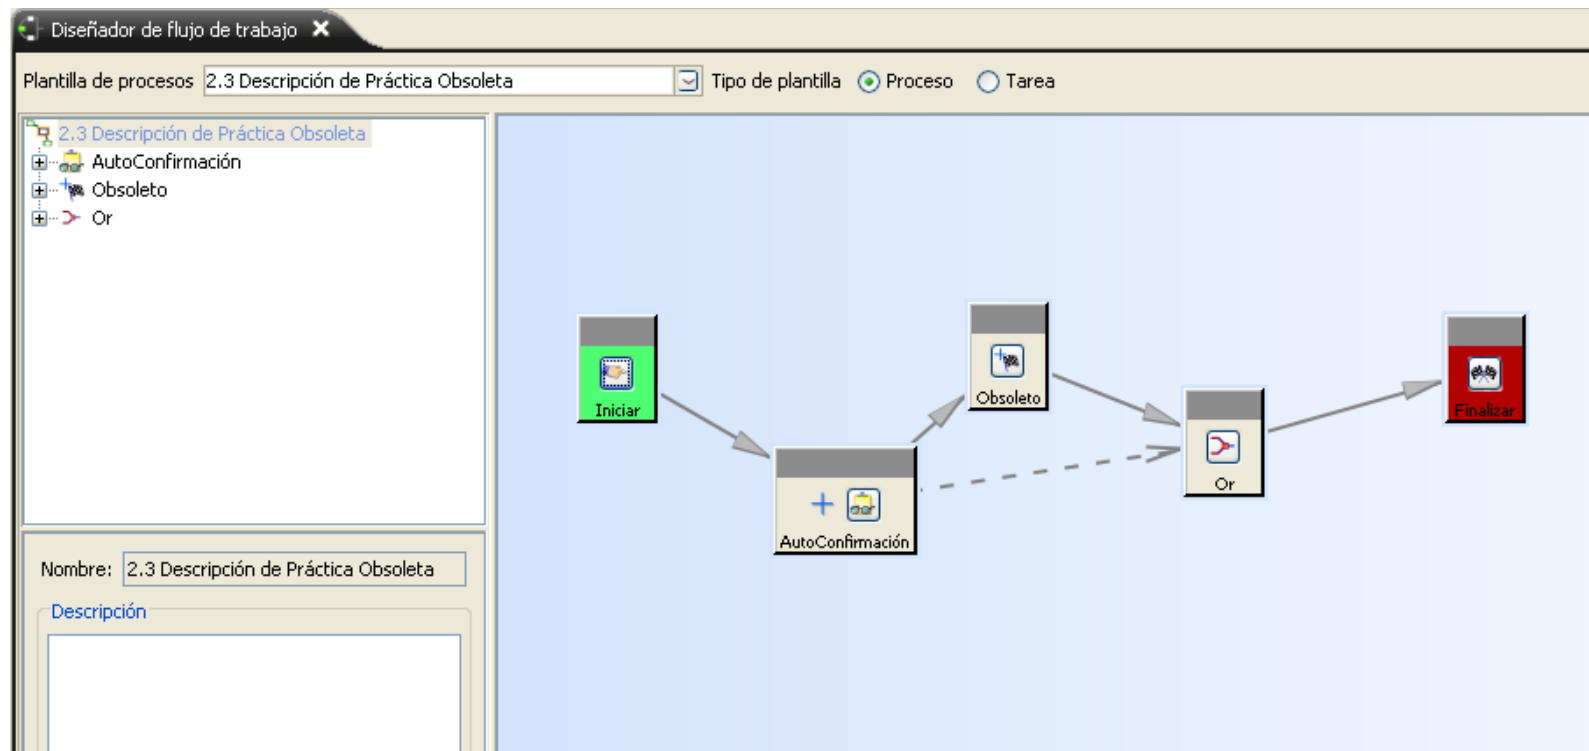 Diseñador de flujo de trabajo
Plantilla de procesos 2.3 Descripción de Práctica Obsoleta Tipo de plantilla Proceso Tarea
2.3 Descripción de Práctica Obsoleta
AutoConfirmación
Obsoleto
Or
Iniciar
Obsoleto
Finalizar
Or
AutoConfirmación
Nombre: 2.3 Descripción de Práctica Obsoleta
Descripción